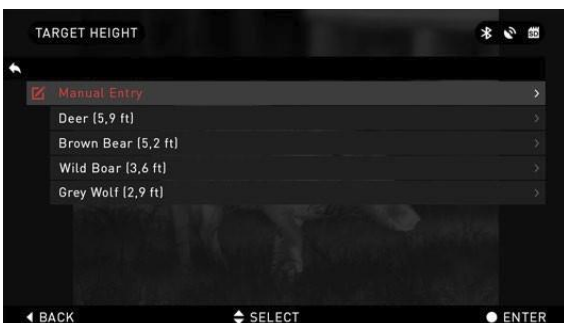 TARGET HEIGHT
SD
Manual Entry
Deer (5,9 ft)
Brown Bear (5,2 ft)
Wild Boar (3,6 ft)
Grey Wolf (2,9 ft)
BACK SELECT ENTER